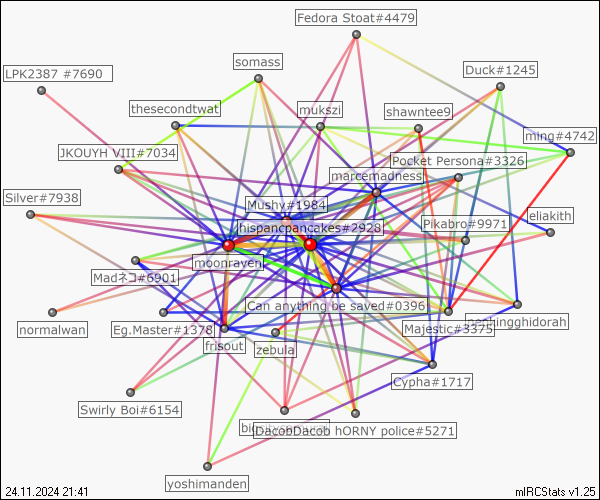 Fedora Stoat#4479
somass
LPK2387 #7690
Duck#1245
thesecondtwat
mukszi
shawntee9
ming#4742
JKOUYH VIII#7034
Pocket Persona#3326
marcemadness
Silver#7938
Mushy#1984
eliakith
Pikabro#9971
hispancpancakes#2928
moonraven
Madネコ#6901
Can anything be saved#0396
normalwan
Eg.Master#1378
Majestic#3375
frisout
zebula
Cypha#1717
Swirly Boi#6154
DacobDacob hORNY police#5271
yoshimanden
24.11.2024 21:41
mIRCStats v1.25